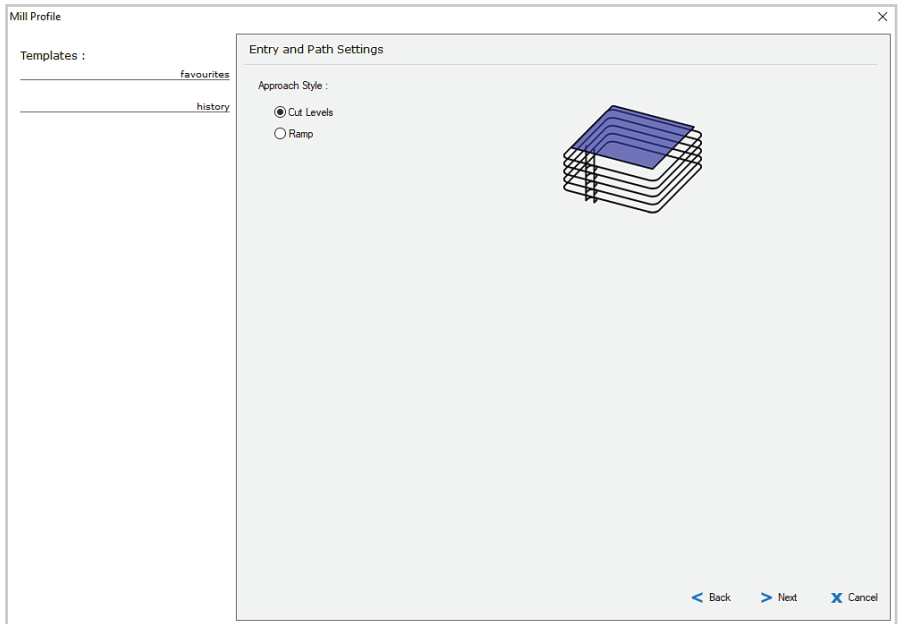 Mill Profile
Templates :
favourites
history
Entry and Path Settings
Approach Style :
Cut Levels
Ramp
Back
Next
Cancel